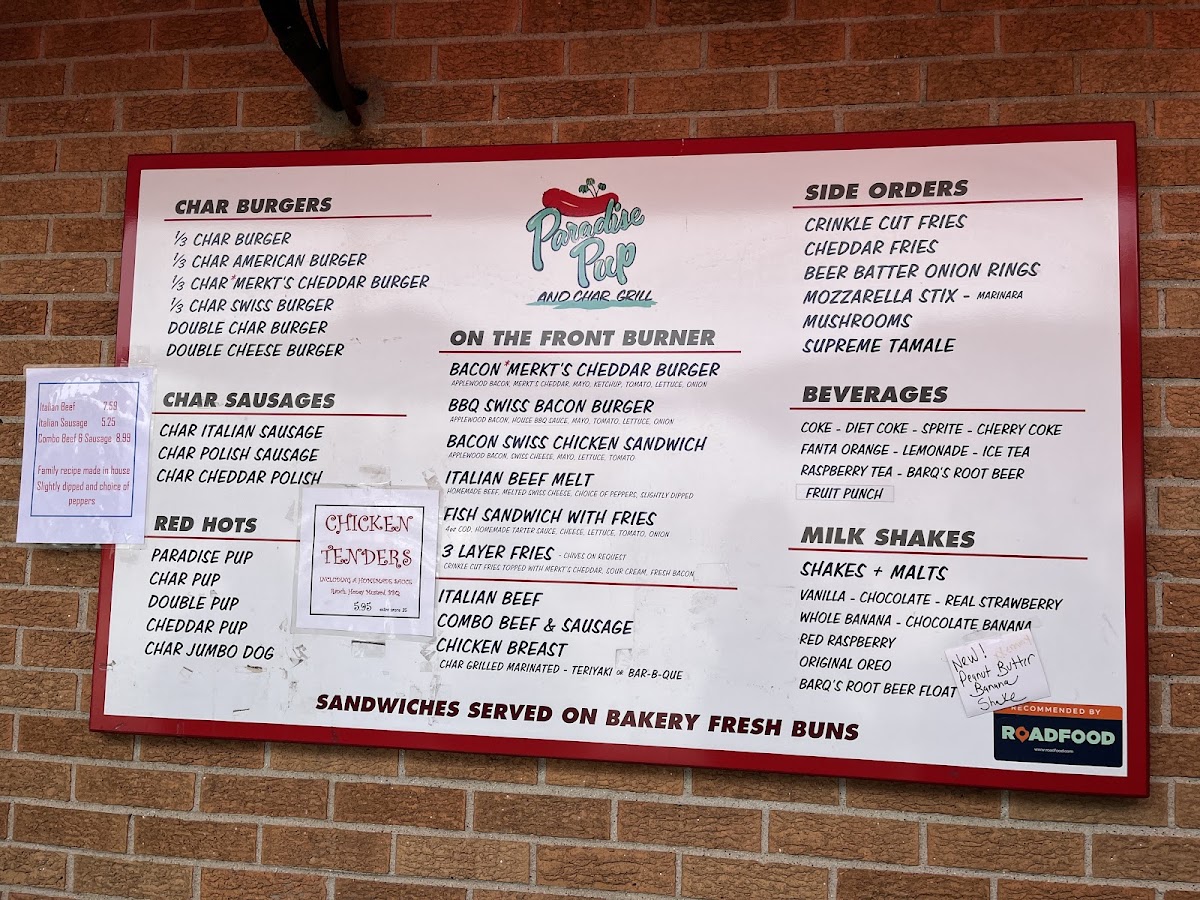 CHAR BURGERS
⅓ CHAR BURGER
⅓ CHAR AMERICAN BURGER
⅓ CHAR *MERKT'S CHEDDAR BURGER
⅓ CHAR SWISS BURGER
DOUBLE CHAR BURGER
DOUBLE CHEESE BURGER
CHAR SAUSAGES
CHAR ITALIAN SAUSAGE
CHAR POLISH SAUSAGE
CHAR CHEDDAR POLISH
RED HOTS
PARADISE PUP
CHAR PUP
DOUBLE PUP
CHEDDAR PUP
CHAR JUMBO DOG
Italian Beef 7.59
Italian Sausage 5.25
Combo Beef & Sausage 8.99
Family recipe made in house
Slightly dipped and choice of
peppers
CHICKEN
TENDERS
INCLUDING A HOMEMADE SAUCE
Ranch, Honey Mustard, BBQ
5.95 extra sauce
Paradise
Pup
AND CHAR GRILL
ON THE FRONT BURNER
BACON *MERKT'S CHEDDAR BURGER
APPLEWOOD BACON, MERKT'S CHEDDAR, MAYO, KETCHUP, TOMATO, LETTUCE, ONION
BBQ SWISS BACON BURGER
APPLEWOOD BACON, HOUSE BBQ SAUCE, MAYO, TOMATO, LETTUCE, ONION
BACON SWISS CHICKEN SANDWICH
APPLEWOOD BACON, SWISS CHEESE, MAYO, LETTUCE, TOMATO
ITALIAN BEEF MELT
HOMEMADE BEEF, MELTED SWISS CHEESE, CHOICE OF PEPPERS, SLIGHTLY DIPPED
FISH SANDWICH WITH FRIES
4oz COD, HOMEMADE TARTER SAUCE, CHEESE, LETTUCE, TOMATO, ONION
3 LAYER FRIES - CHIVES ON REQUEST
CRINKLE CUT FRIES TOPPED WITH MERKT'S CHEDDAR, SOUR CREAM, FRESH BACON
ITALIAN BEEF
COMBO BEEF & SAUSAGE
CHICKEN BREAST
CHAR GRILLED MARINATED - TERIYAKI OR BAR-B-QUE
SIDE ORDERS
CRINKLE CUT FRIES
CHEDDAR FRIES
BEER BATTER ONION RINGS
MOZZARELLA STIX - MARINARA
MUSHROOMS
SUPREME TAMALE
BEVERAGES
COKE - DIET COKE - SPRITE - CHERRY COKE
FANTA ORANGE - LEMONADE - ICE TEA
RASPBERRY TEA - BARQ'S ROOT BEER
FRUIT PUNCH
MILK SHAKES
SHAKES + MALTS
VANILLA - CHOCOLATE - REAL STRAWBERRY
WHOLE BANANA - CHOCOLATE BANANA
RED RASPBERRY
ORIGINAL OREO
BARQ'S ROOT BEER FLOAT
New!
Peanut Butter
Banana
Shake
RECOMMENDED BY
ROADFOOD
www.roadfood.com
SANDWICHES SERVED ON BAKERY FRESH BUNS